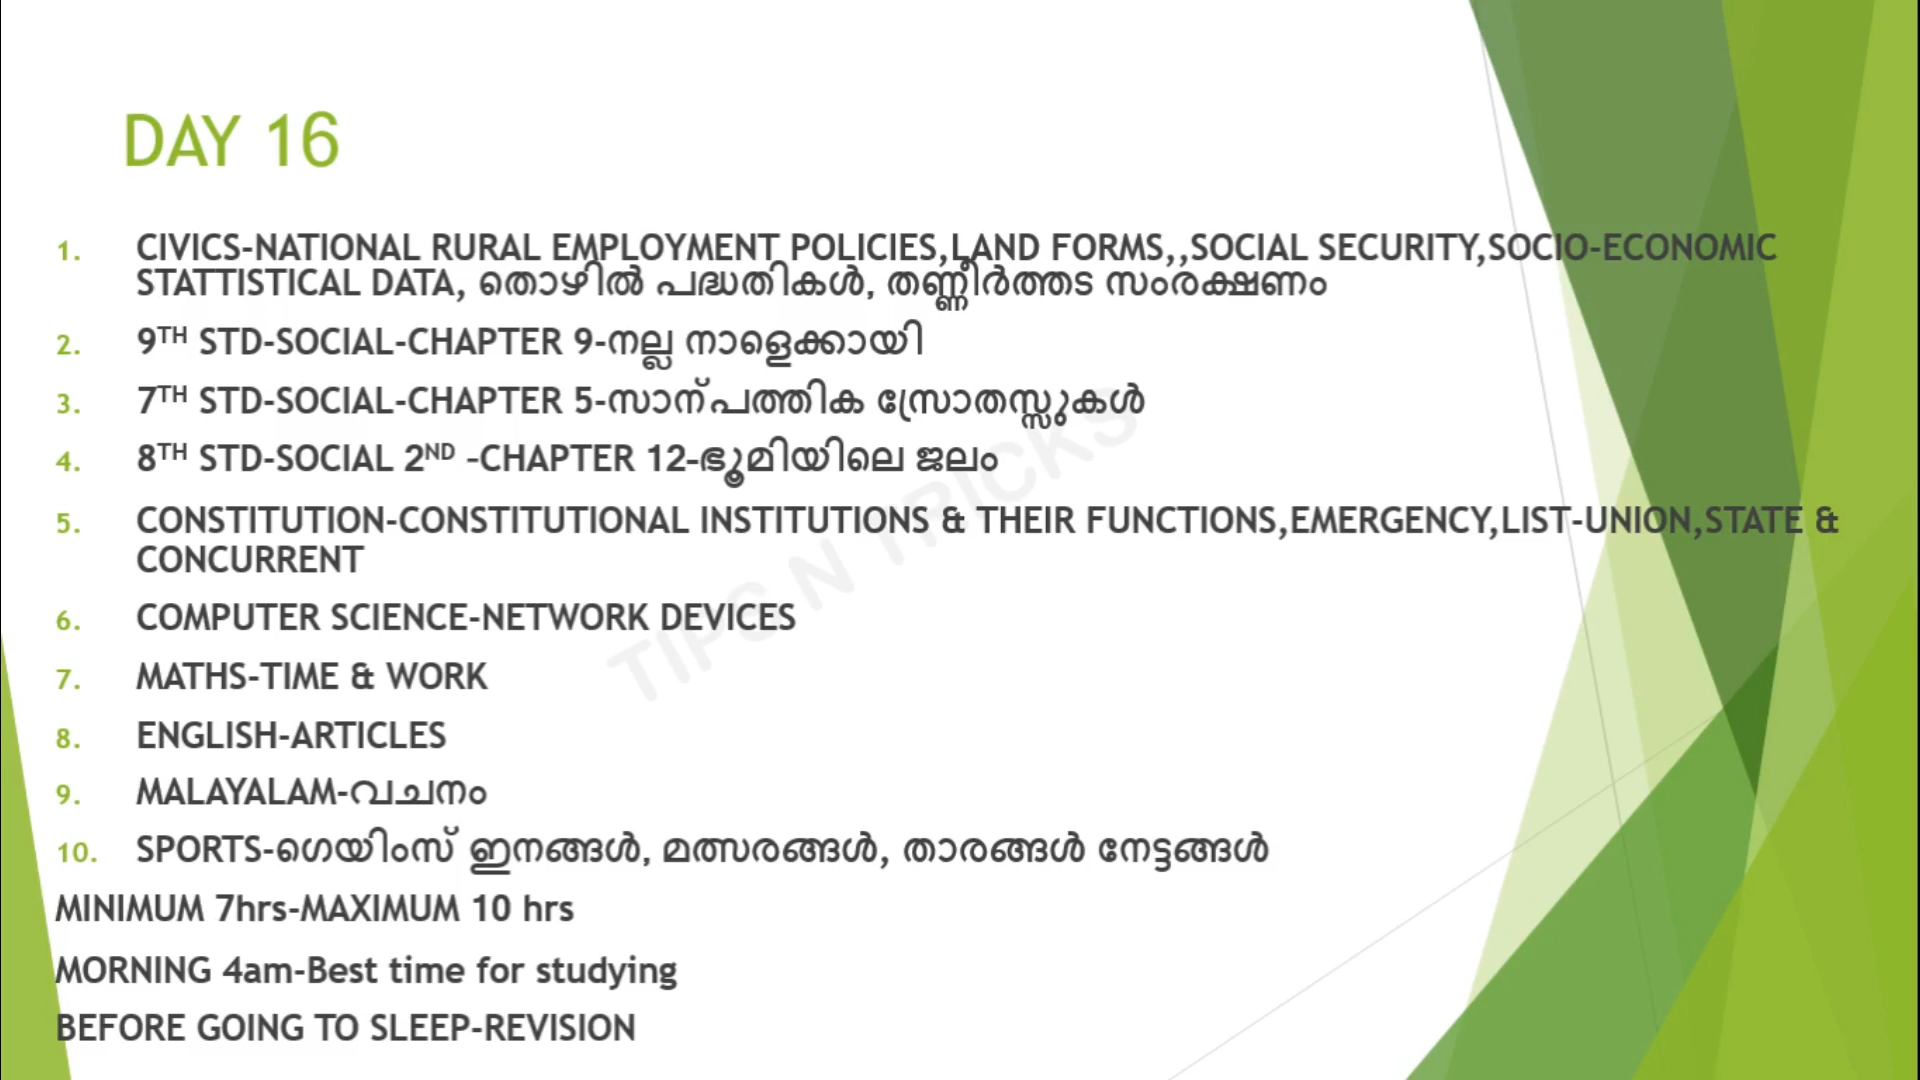 DAY 16
1. CIVICS-NATIONAL RURAL EMPLOYMENT POLICIES,LAND FORMS,,SOCIAL SECURITY,SOCIO-ECONOMIC
STATTISTICAL DATA, തൊഴിൽ പദ്ധതികൾ, തണ്ണീർത്തട സംരക്ഷണം
2. 9TH STD-SOCIAL-CHAPTER 9-നല്ല നാളെക്കായി
3. 7TH STD-SOCIAL-CHAPTER 5-സാന്പത്തിക സ്രോതസ്സുകൾ
4. 8TH STD-SOCIAL 2ND –CHAPTER 12-ഭൂമിയിലെ ജലം
5. CONSTITUTION-CONSTITUTIONAL INSTITUTIONS & THEIR FUNCTIONS,EMERGENCY,LIST-UNION,STATE &
CONCURRENT
6. COMPUTER SCIENCE-NETWORK DEVICES
7. MATHS-TIME & WORK
8. ENGLISH-ARTICLES
9. MALAYALAM-വചനം
10. SPORTS-ഗെയിംസ് ഇനങ്ങൾ, മത്സരങ്ങൾ, താരങ്ങൾ നേട്ടങ്ങൾ
MINIMUM 7hrs-MAXIMUM 10 hrs
MORNING 4am-Best time for studying
BEFORE GOING TO SLEEP-REVISION
TIPS N TRICKS